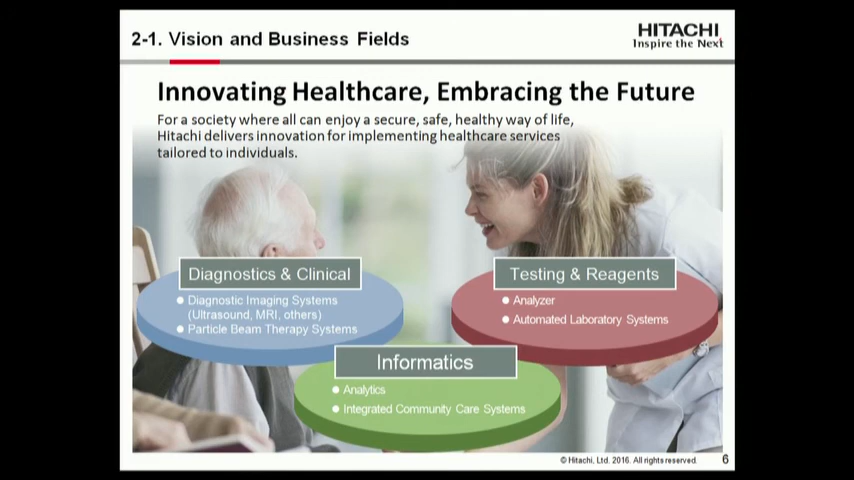 2-1. Vision and Business Fields
HITACHI
Inspire the Next
Innovating Healthcare, Embracing the Future
For a society where all can enjoy a secure, safe, healthy way of life,
Hitachi delivers innovation for implementing healthcare services
tailored to individuals.
Diagnostics & Clinical
● Diagnostic Imaging Systems
(Ultrasound, MRI, others)
● Particle Beam Therapy Systems
Testing & Reagents
● Analyzer
● Automated Laboratory Systems
Informatics
● Analytics
● Integrated Community Care Systems
© Hitachi, Ltd. 2016. All rights reserved.
6